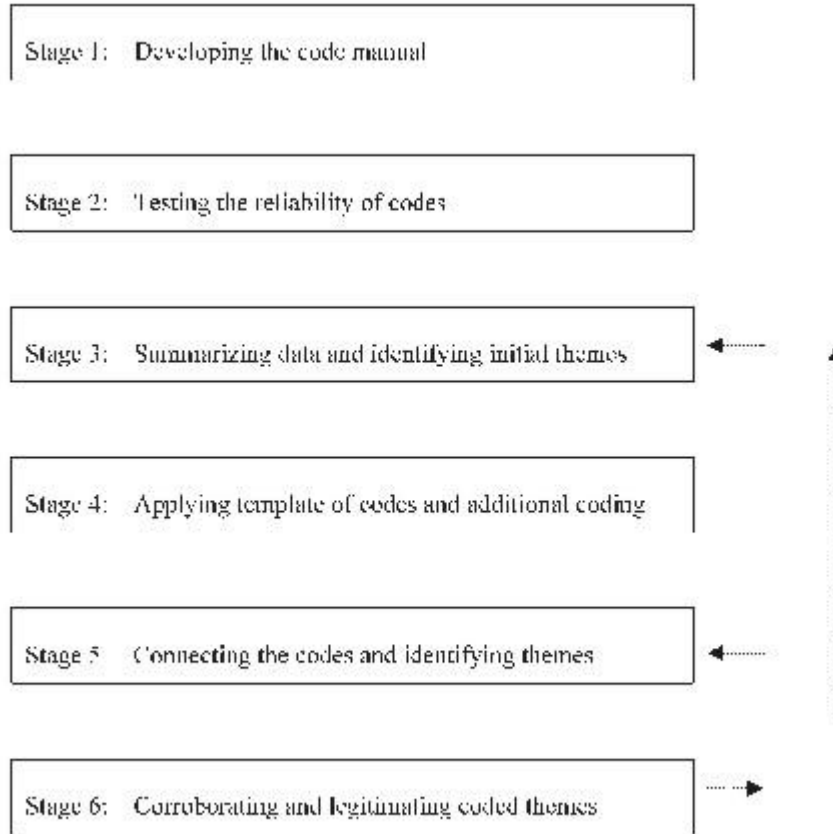 Stage 1: Developing the code manual
Stage 2: Testing the reliability of codes
Stage 3: Summarizing data and identifying initial themes
Stage 4: Applying template of codes and additional coding
Stage 5 Connecting the codes and identifying themes
Stage 6: Corroborating and legitimating coded themes